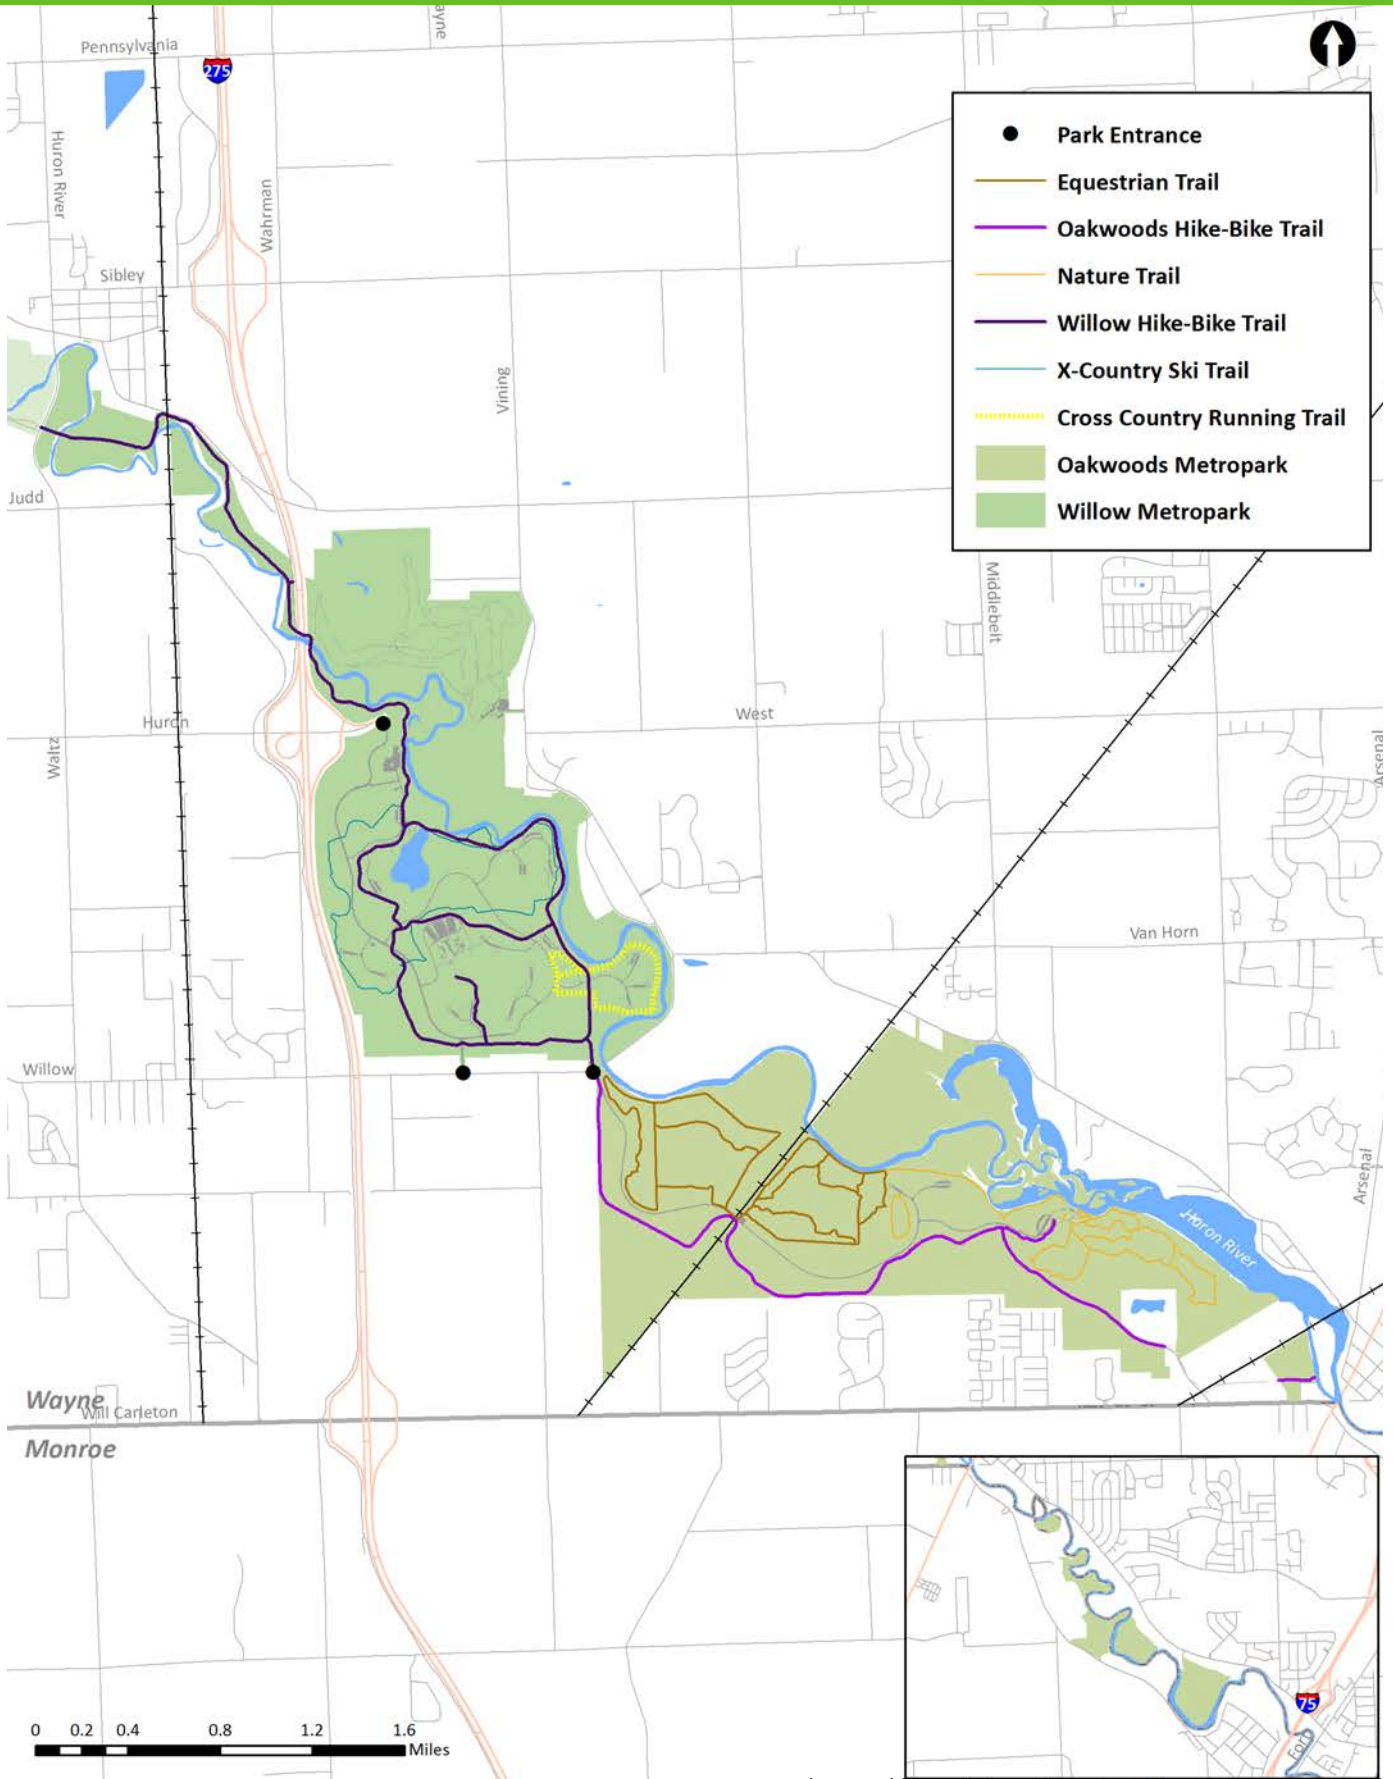 Pennsylvania
ayne
275
Huron River
Wahrman
Sibley
Vining
Judd
Park Entrance
Equestrian Trail
Oakwoods Hike-Bike Trail
Nature Trail
Willow Hike-Bike Trail
X-Country Ski Trail
Cross Country Running Trail
Oakwoods Metropark
Willow Metropark
Middlebelt
West
Huron
Waltz
Arsenal
Van Horn
Willow
Arsenal
Huron River
Wayne
Will Carleton
Monroe
75
Fort
0 0.2 0.4 0.8 1.2 1.6
Miles